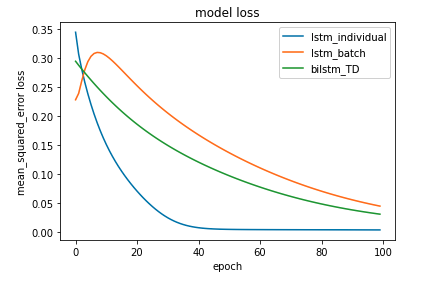 model loss
mean_squared_error loss
0.35
0.30
0.25
0.20
0.15
0.10
0.05
0.00
lstm_individual
lstm_batch
bilstm_TD
0 20 40 60 80 100
epoch